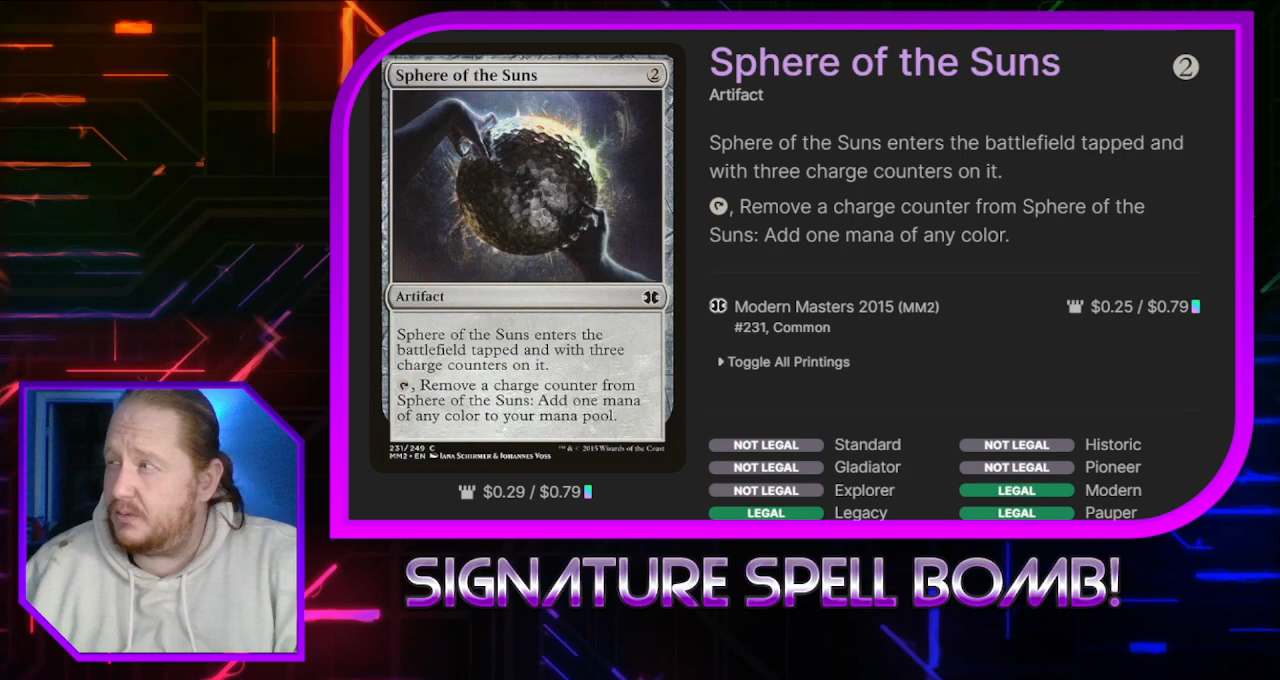 Sphere of the Suns 2
Artifact
Sphere of the Suns enters the battlefield tapped and
with three charge counters on it.
, Remove a charge counter from Sphere of the
Suns: Add one mana of any color.
Modern Masters 2015 (MM2)
#231, Common
$0.25 / $0.79
Toggle All Printings
NOT LEGAL Standard NOT LEGAL Historic
NOT LEGAL Gladiator NOT LEGAL Pioneer
NOT LEGAL Explorer LEGAL Modern
LEGAL Legacy LEGAL Pauper
Sphere of the Suns 2
Artifact
Sphere of the Suns enters the
battlefield tapped and with three
charge counters on it.
, Remove a charge counter from
Sphere of the Suns: Add one mana
of any color to your mana pool.
231/249 C
MM2 • EN Jana Schirmer & Johannes Voss
™ & © 2015 Wizards of the Coast
$0.29 / $0.79
SIGNATURE SPELL BOMB!